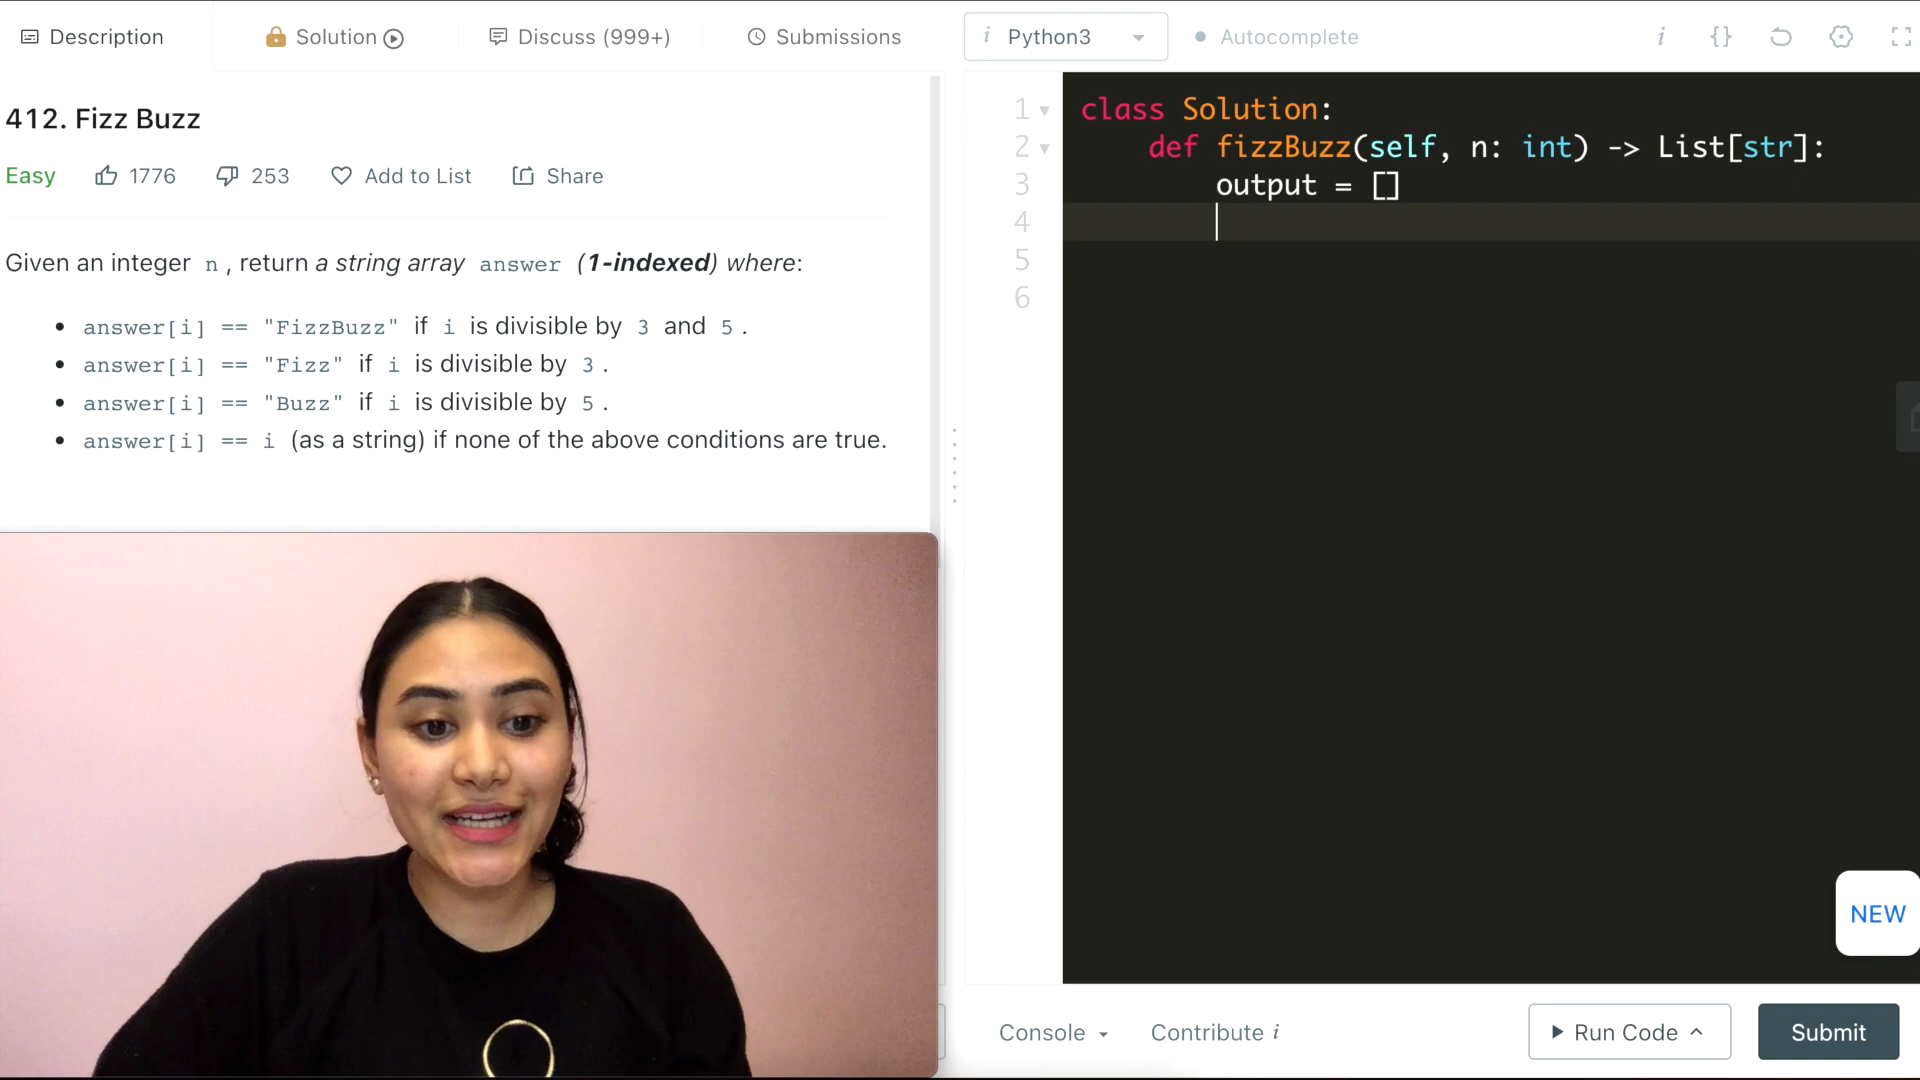 Description
Solution
Discuss (999+)
Submissions
i Python3
Autocomplete
i {}
412. Fizz Buzz
Easy 1776 253 Add to List Share
Given an integer n, return a string array answer (1-indexed) where:
• answer[i] == "FizzBuzz" if i is divisible by 3 and 5.
• answer[i] == "Fizz" if i is divisible by 3.
• answer[i] == "Buzz" if i is divisible by 5.
• answer[i] == i (as a string) if none of the above conditions are true.
1 class Solution:
2 def fizzBuzz(self, n: int) -> List[str]:
3 output = []
4
5
6
NEW
Console
Contribute i
Run Code
Submit